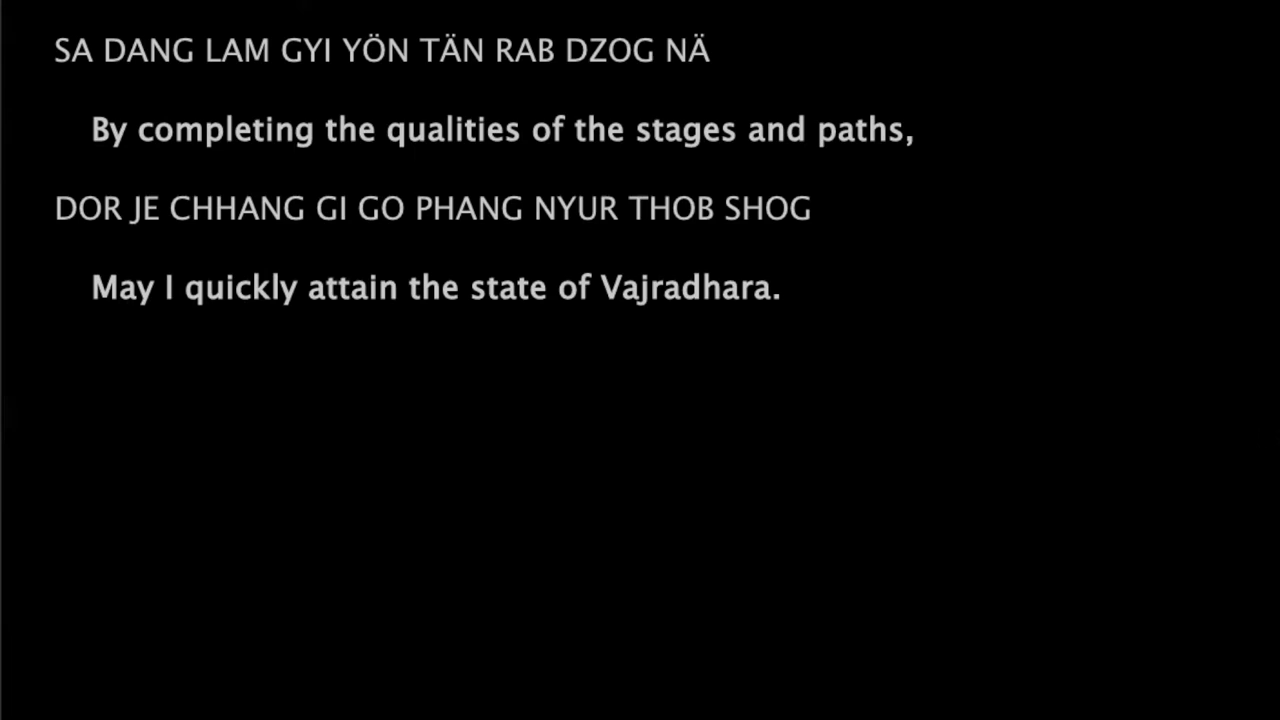 SA DANG LAM GYI YÖN TÄN RAB DZOG NÄ
By completing the qualities of the stages and paths,
DOR JE CHHANG GI GO PHANG NYUR THOB SHOG
May I quickly attain the state of Vajradhara.